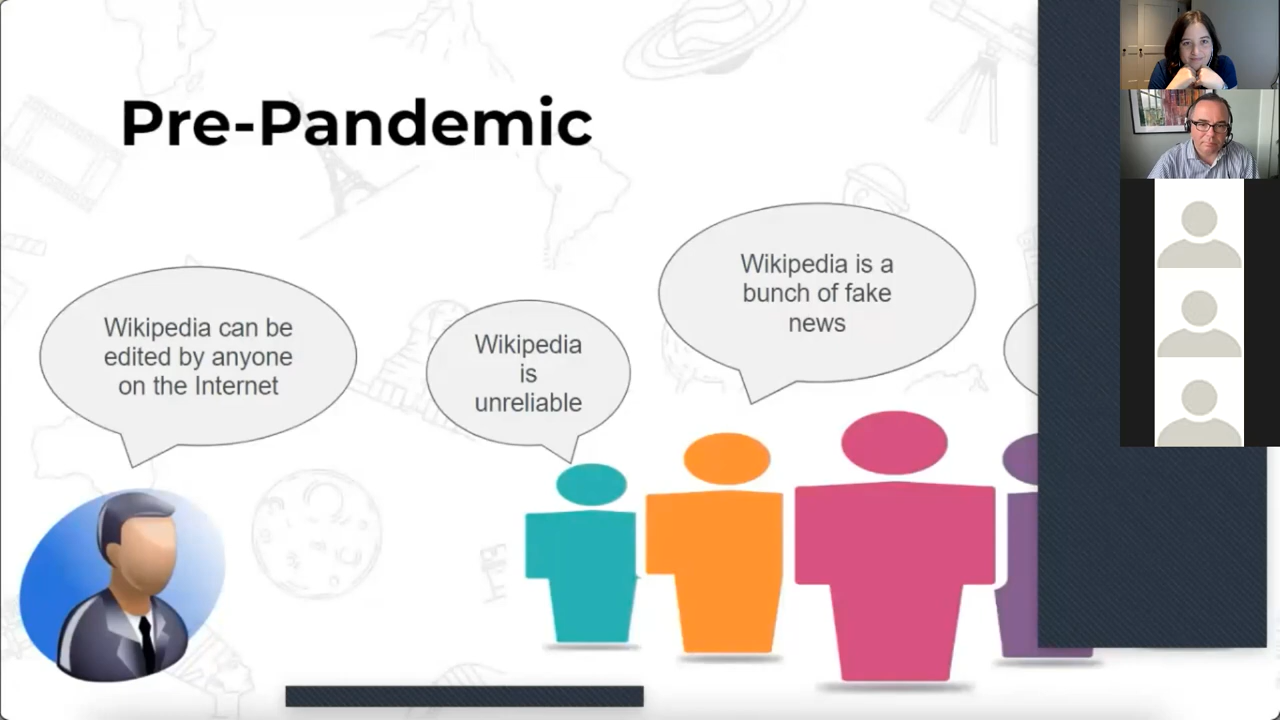 Pre-Pandemic
Wikipedia can be
edited by anyone
on the Internet
Wikipedia
is
unreliable
Wikipedia is a
bunch of fake
news